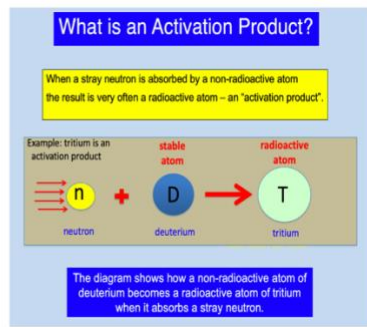 What is an Activation Product?
When a stray neutron is absorbed by a non-radioactive atom
the result is very often a radioactive atom – an "activation product".
Example: tritium is an
activation product
stable
atom
radioactive
atom
n
+
D
T
neutron
deuterium
tritium
The diagram shows how a non-radioactive atom of
deuterium becomes a radioactive atom of tritium
when it absorbs a stray neutron.